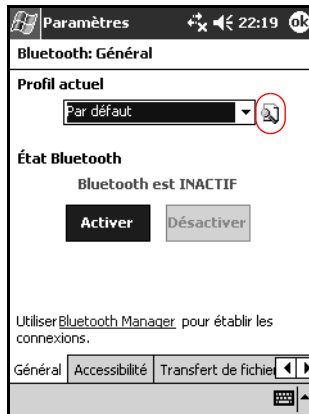 Paramètres 22:19 ok
Bluetooth: Général
Profil actuel
Par défaut
État Bluetooth
Bluetooth est INACTIF
Activer Désactiver
Utiliser Bluetooth Manager pour établir les
connexions.
Général Accessibilité Transfert de fichier